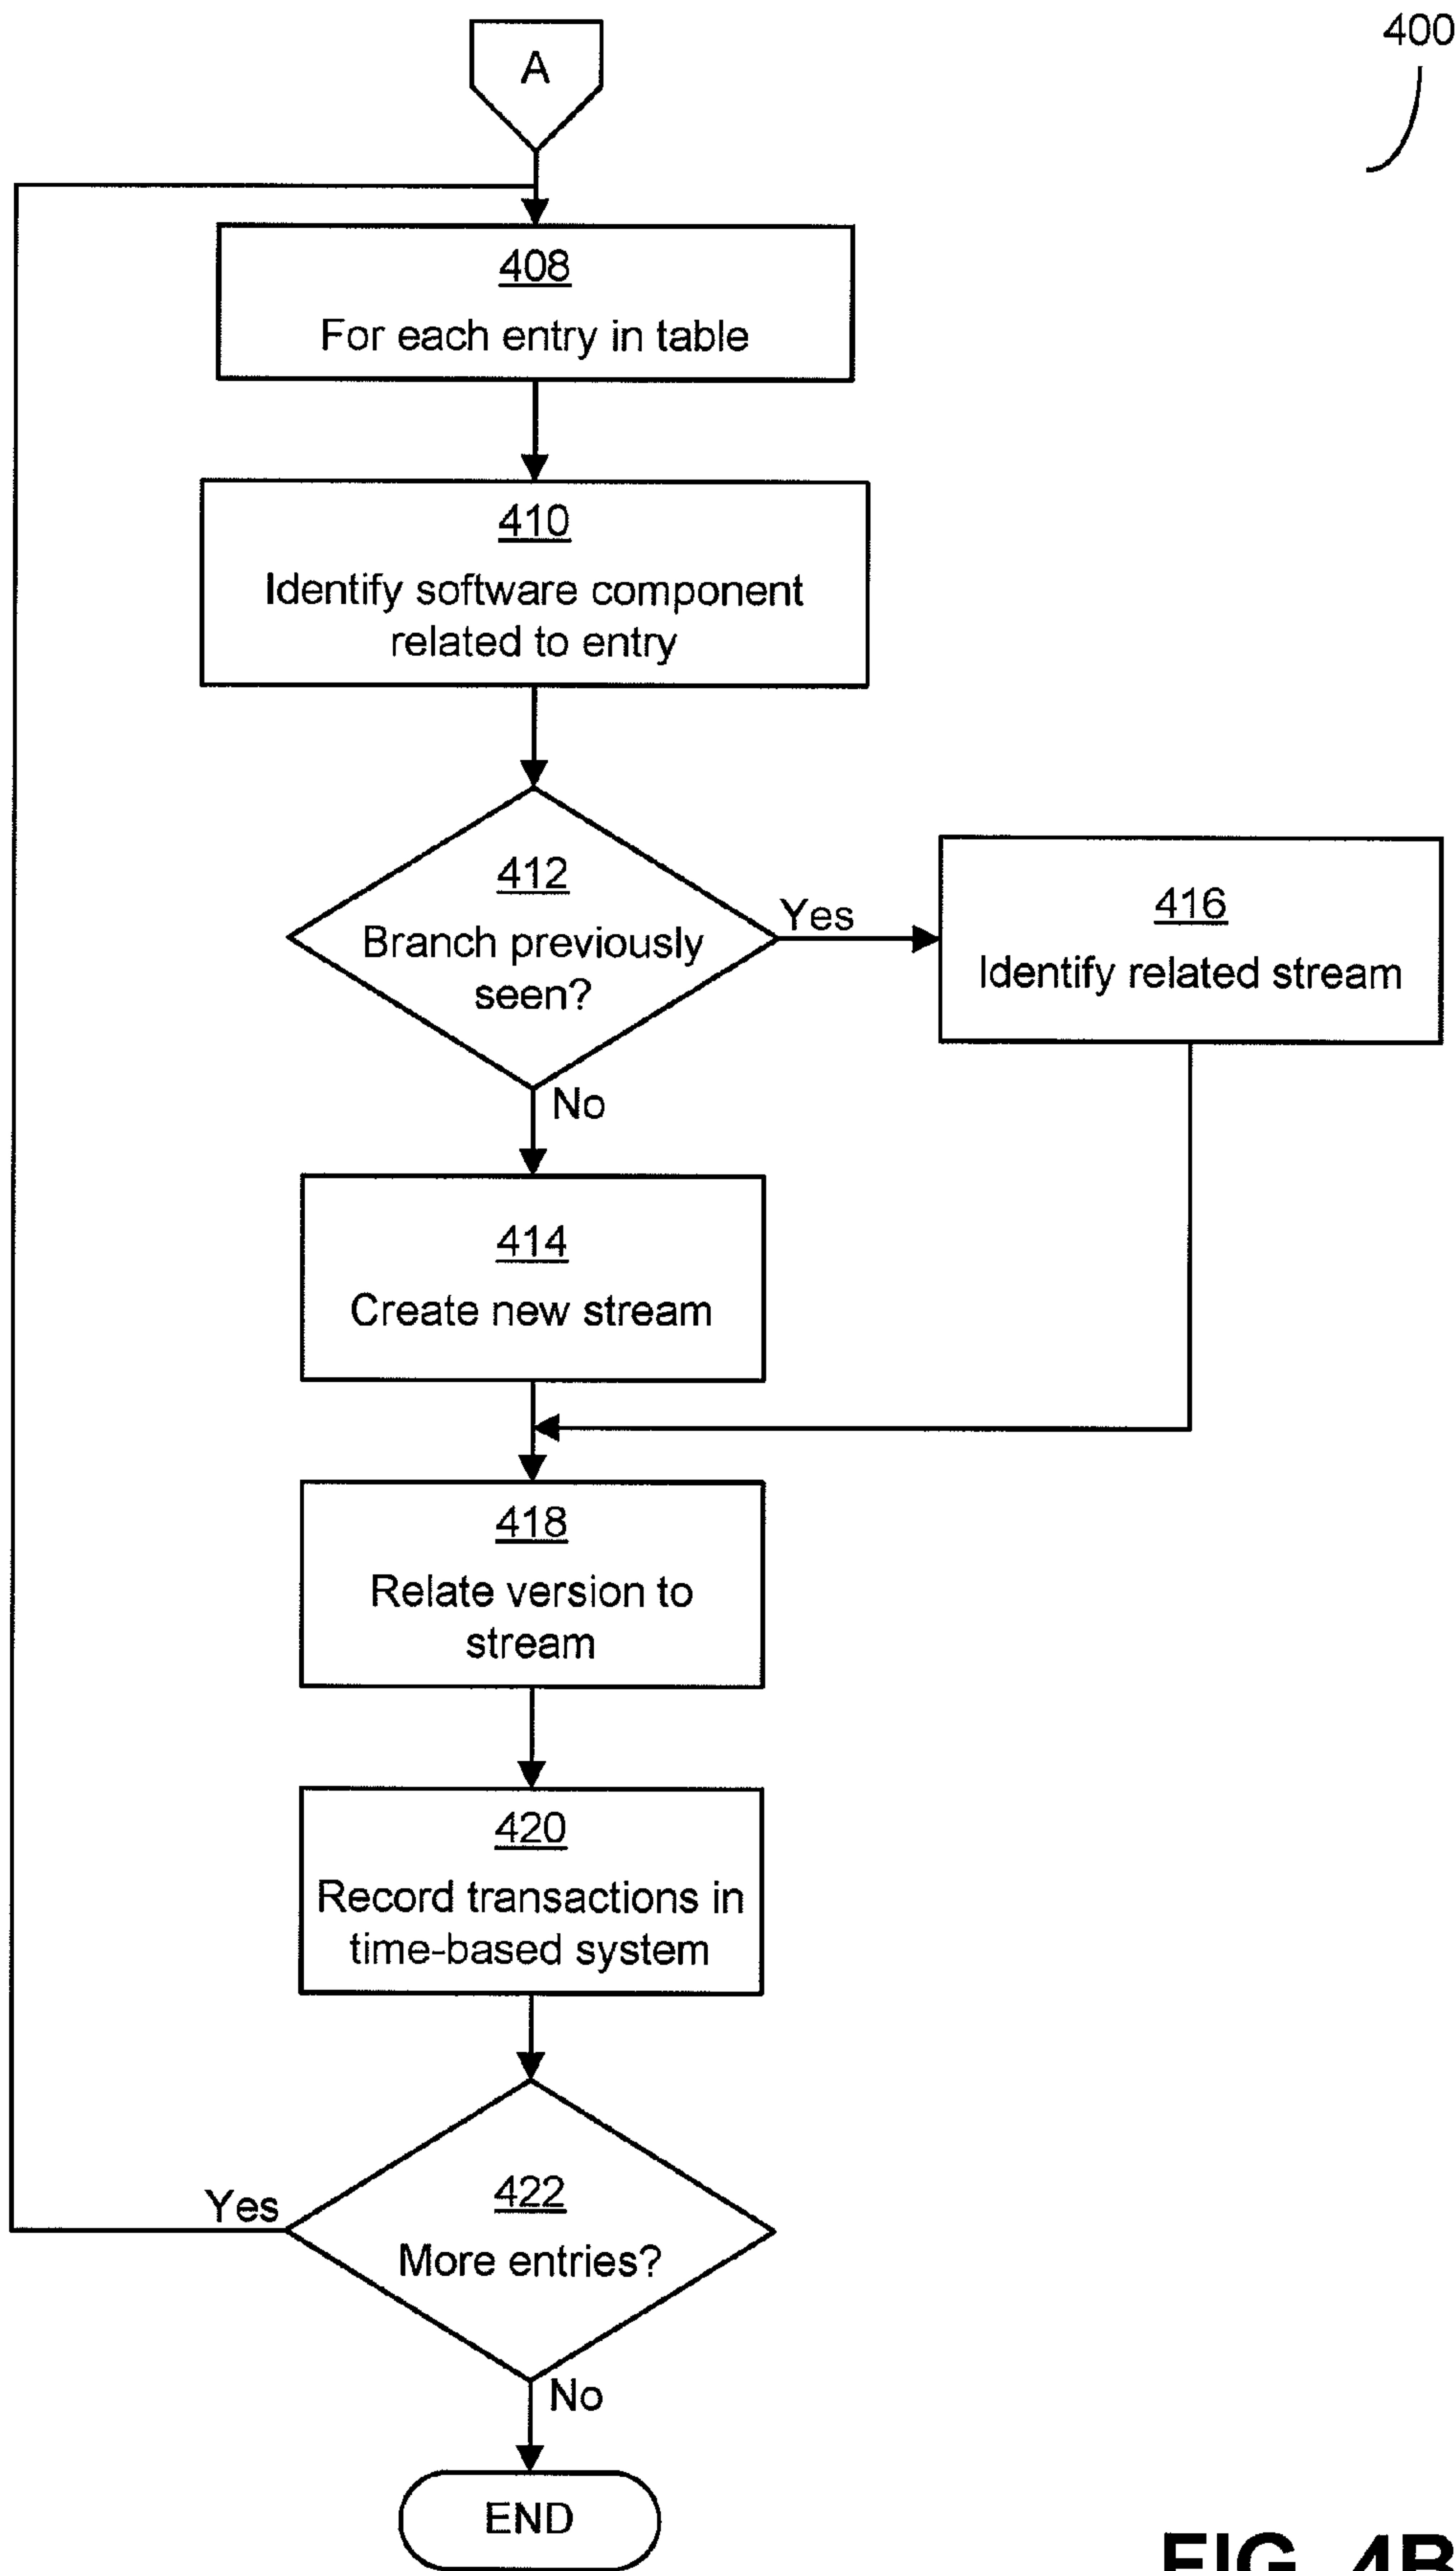 400
A
408
For each entry in table
410
Identify software component
related to entry
412
Branch previously
seen?
Yes
416
Identify related stream
No
414
Create new stream
418
Relate version to
stream
420
Record transactions in
time-based system
422
More entries?
Yes
No
END
FIG. 4B